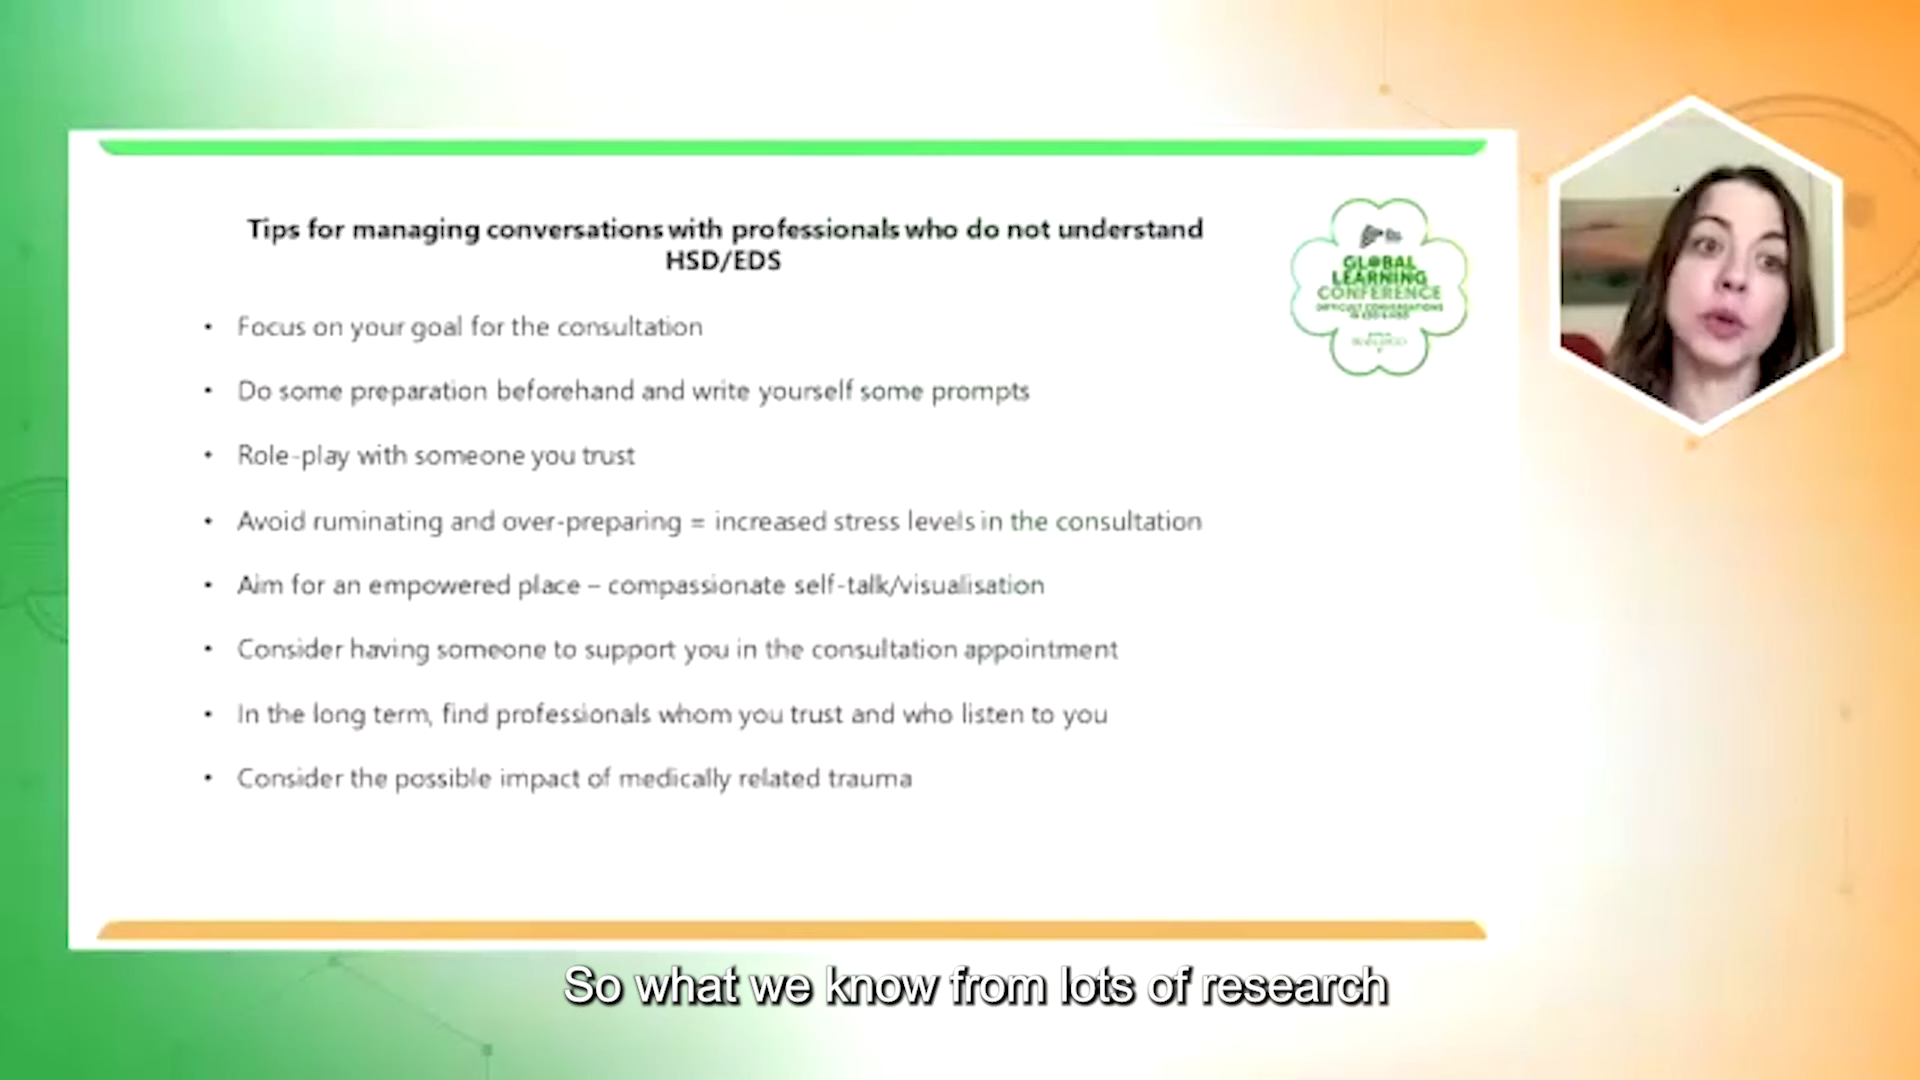 Tips for managing conversations with professionals who do not understand
HSD/EDS
• Focus on your goal for the consultation
• Do some preparation beforehand and write yourself some prompts
• Role-play with someone you trust
• Avoid ruminating and over-preparing = increased stress levels in the consultation
• Aim for an empowered place – compassionate self-talk/visualisation
• Consider having someone to support you in the consultation appointment
• In the long term, find professionals whom you trust and who listen to you
• Consider the possible impact of medically related trauma
GLOBAL
LEARNING
CONFERENCE
DIFFICULT CONVERSATIONS
So what we know from lots of research